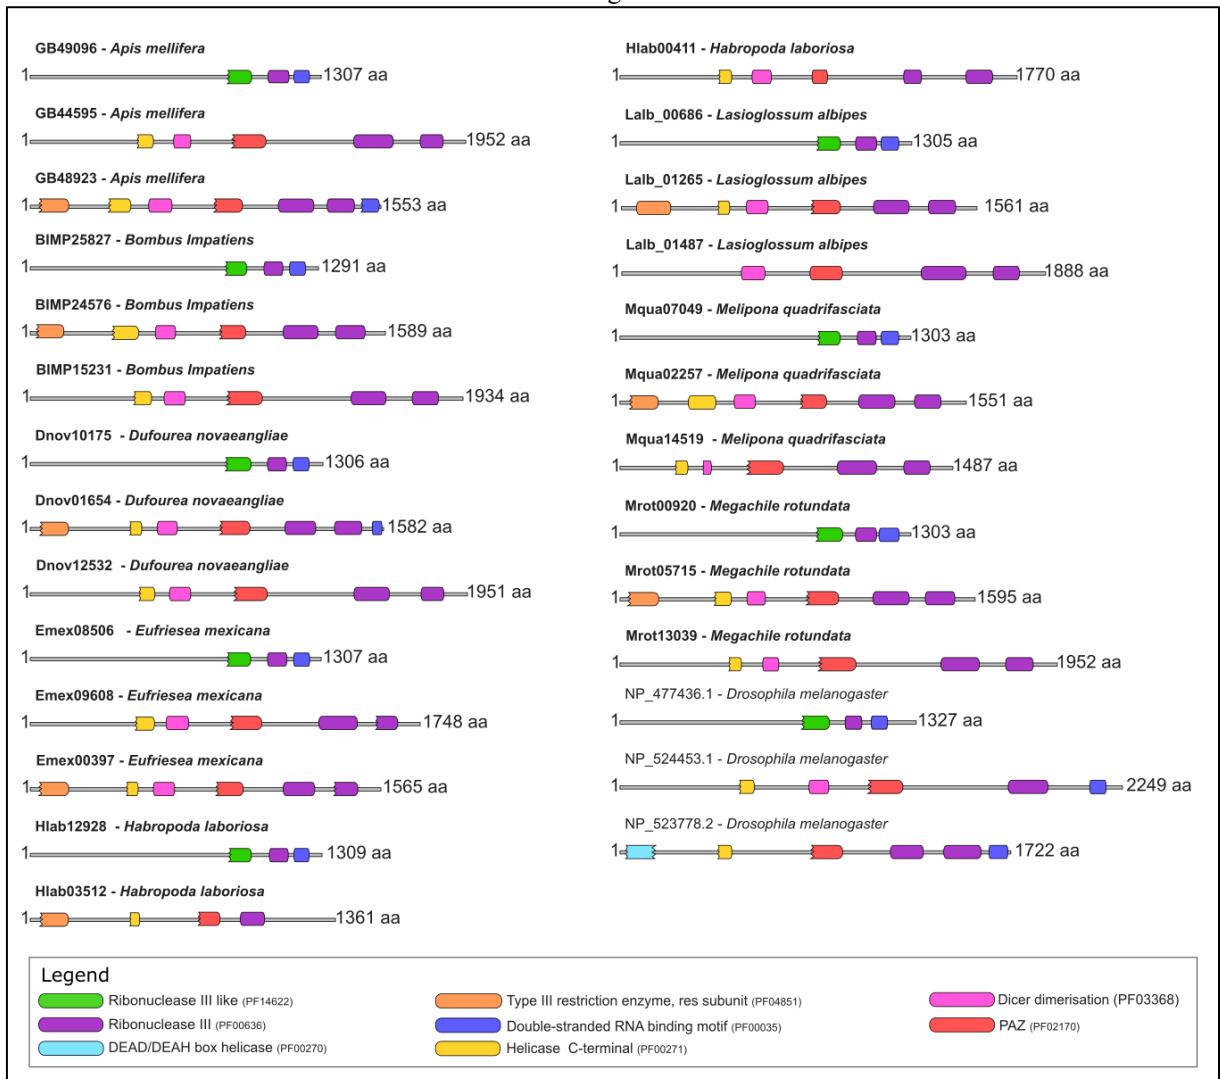 GB49096 - Apis mellifera
1 1307 aa
GB44595 - Apis mellifera
1 1952 aa
GB48923 - Apis mellifera
1 1553 aa
BIMP25827 - Bombus Impatiens
1 1291 aa
BIMP24576 - Bombus Impatiens
1 1589 aa
BIMP15231 - Bombus Impatiens
1 1934 aa
Dnov10175 - Dufourea novaeangliae
1 1306 aa
Dnov01654 - Dufourea novaeangliae
1 1582 aa
Dnov12532 - Dufourea novaeangliae
1 1951 aa
Emex08506 - Eufriesea mexicana
1 1307 aa
Emex09608 - Eufriesea mexicana
1 1748 aa
Emex00397 - Eufriesea mexicana
1 1565 aa
Hlab12928 - Habropoda laboriosa
1 1309 aa
Hlab03512 - Habropoda laboriosa
1 1361 aa
Hlab00411 - Habropoda laboriosa
1 1770 aa
Lalb_00686 - Lasioglossum albipes
1 1305 aa
Lalb_01265 - Lasioglossum albipes
1 1561 aa
Lalb_01487 - Lasioglossum albipes
1 1888 aa
Mqua07049 - Melipona quadrifasciata
1 1303 aa
Mqua02257 - Melipona quadrifasciata
1 1551 aa
Mqua14519 - Melipona quadrifasciata
1 1487 aa
Mrot00920 - Megachile rotundata
1 1303 aa
Mrot05715 - Megachile rotundata
1 1595 aa
Mrot13039 - Megachile rotundata
1 1952 aa
NP_477436.1 - Drosophila melanogaster
1 1327 aa
NP_524453.1 - Drosophila melanogaster
1 2249 aa
NP_523778.2 - Drosophila melanogaster
1 1722 aa
Legend
Ribonuclease III like (PF14622)
Ribonuclease III (PF00636)
DEAD/DEAH box helicase (PF00270)
Type III restriction enzyme, res subunit (PF04851)
Double-stranded RNA binding motif (PF00035)
Helicase C-terminal (PF00271)
Dicer dimerisation (PF03368)
PAZ (PF02170)